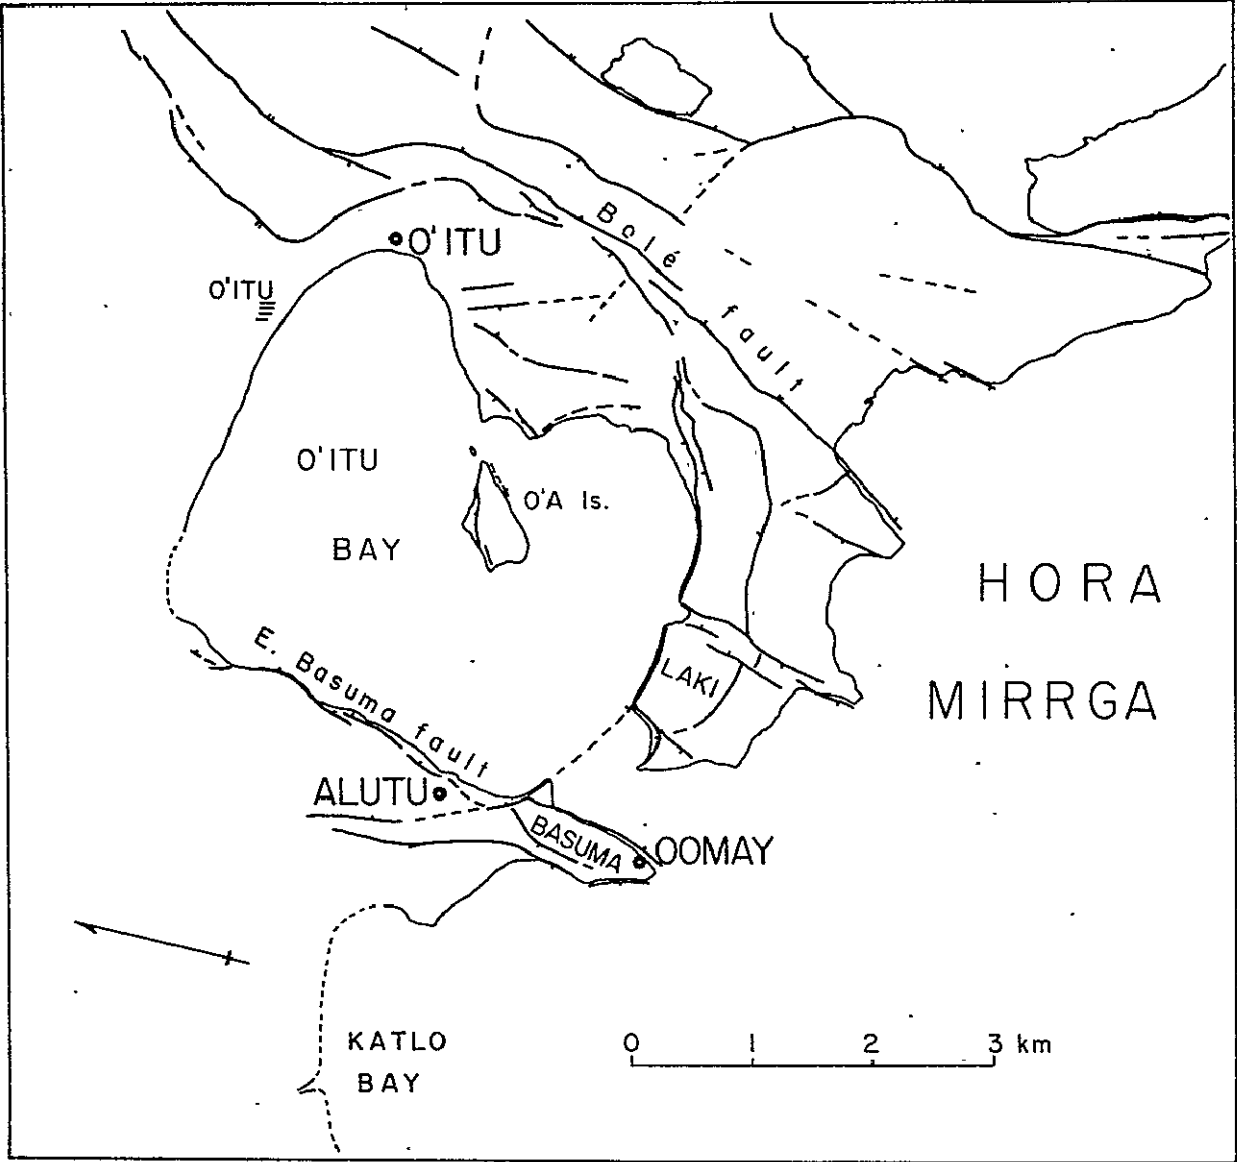 Bolé fault
O'ITU
O'ITU
O'ITU
BAY
O'A Is.
HORA
MIRRGA
E. Basuma fault
LAKI
ALUTU
BASUMA
OOMAY
KATLO
BAY
0 1 2 3 km